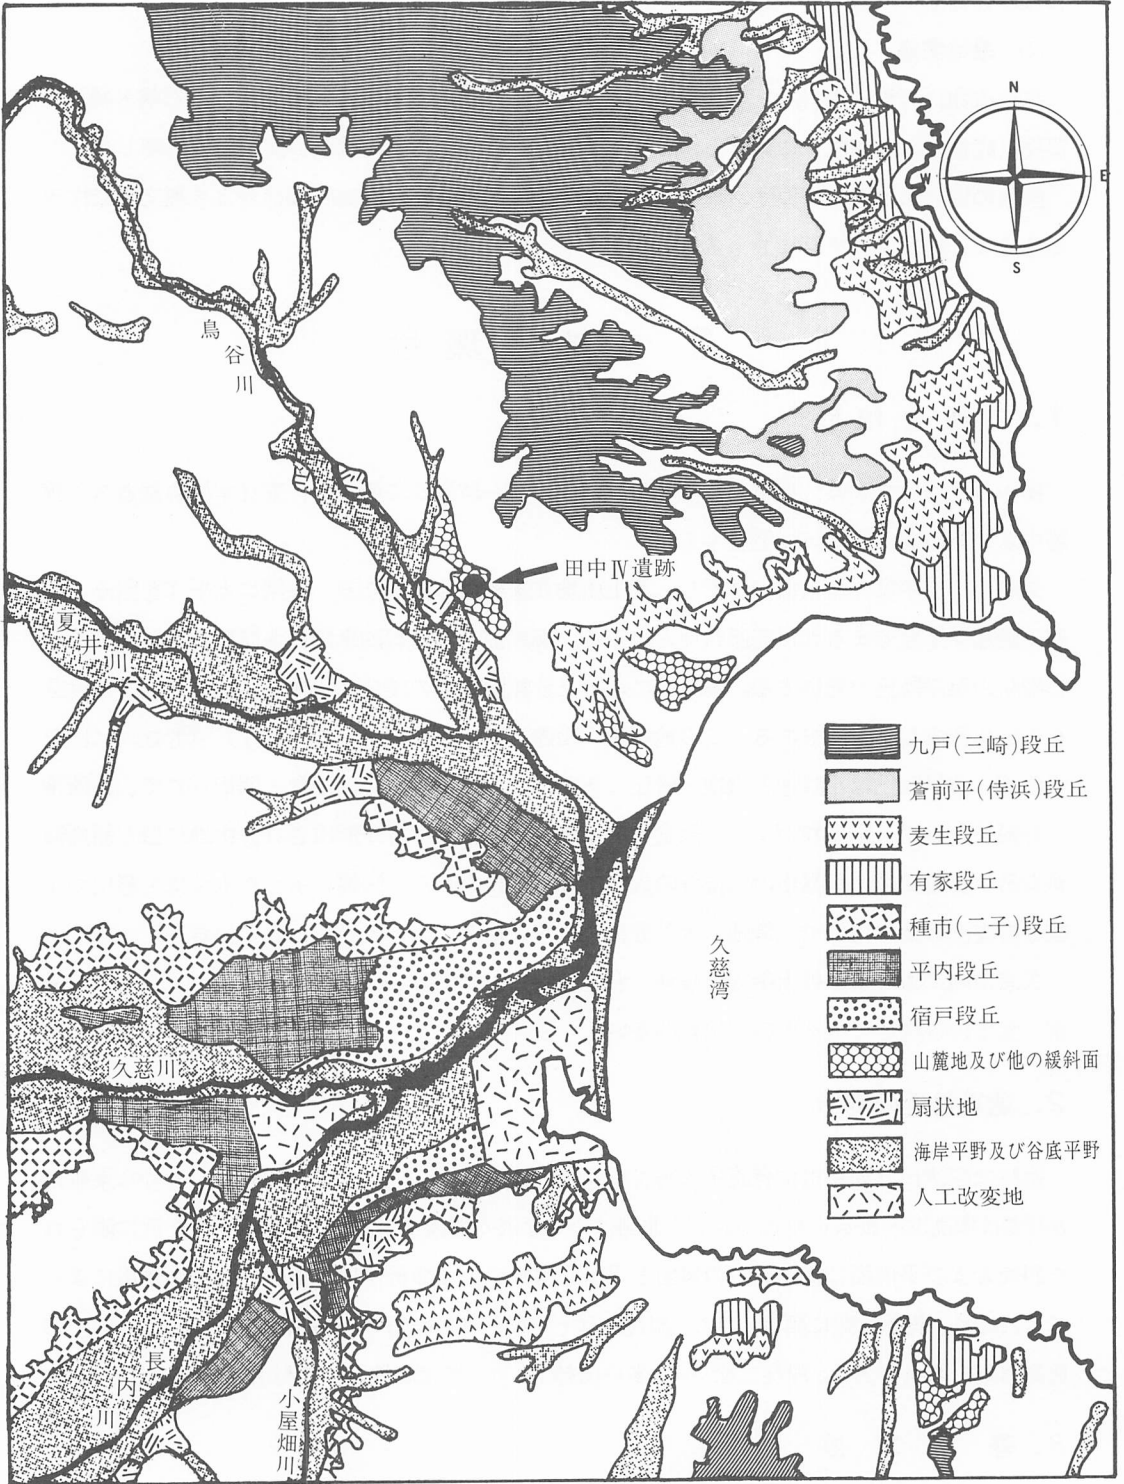 N
W
E
S
鳥谷川
田中Ⅳ遺跡
夏井川
九戸(三崎)段丘
蒼前平(侍浜)段丘
麦生段丘
有家段丘
種市(二子)段丘
平内段丘
宿戸段丘
山麓地及び他の緩斜面
扇状地
海岸平野及び谷底平野
人工改変地
久慈湾
久慈川
長内川
小屋畑川